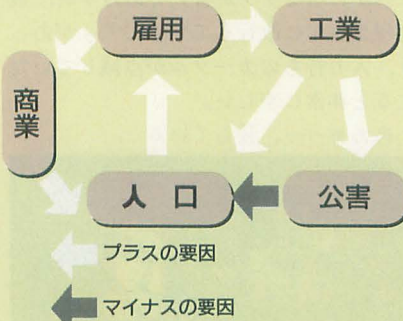 雇用
工業
商業
人口
公害
プラスの要因
マイナスの要因